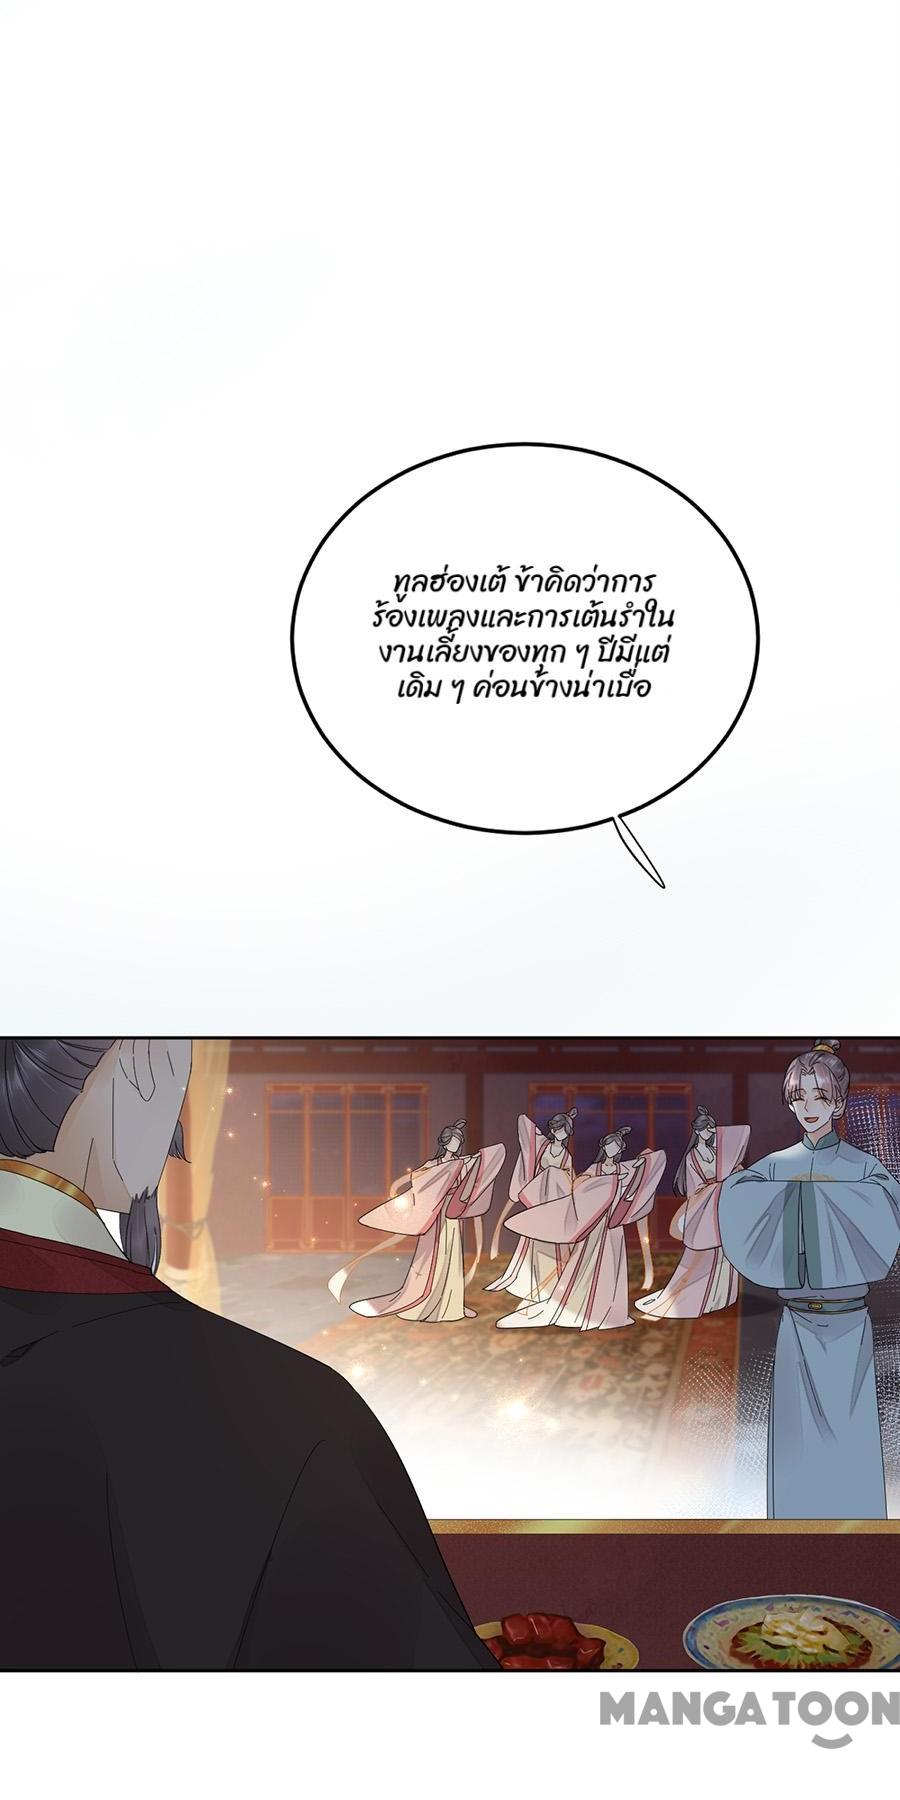 ทูลฮ่องเต้ ข้าคิดว่าการ
ร้องเพลงและการเต้นรำใน
งานเลี้ยงของทุก ๆ ปีมีแต่
เดิม ๆ ค่อนข้างน่าเบื่อ
MANGATOON